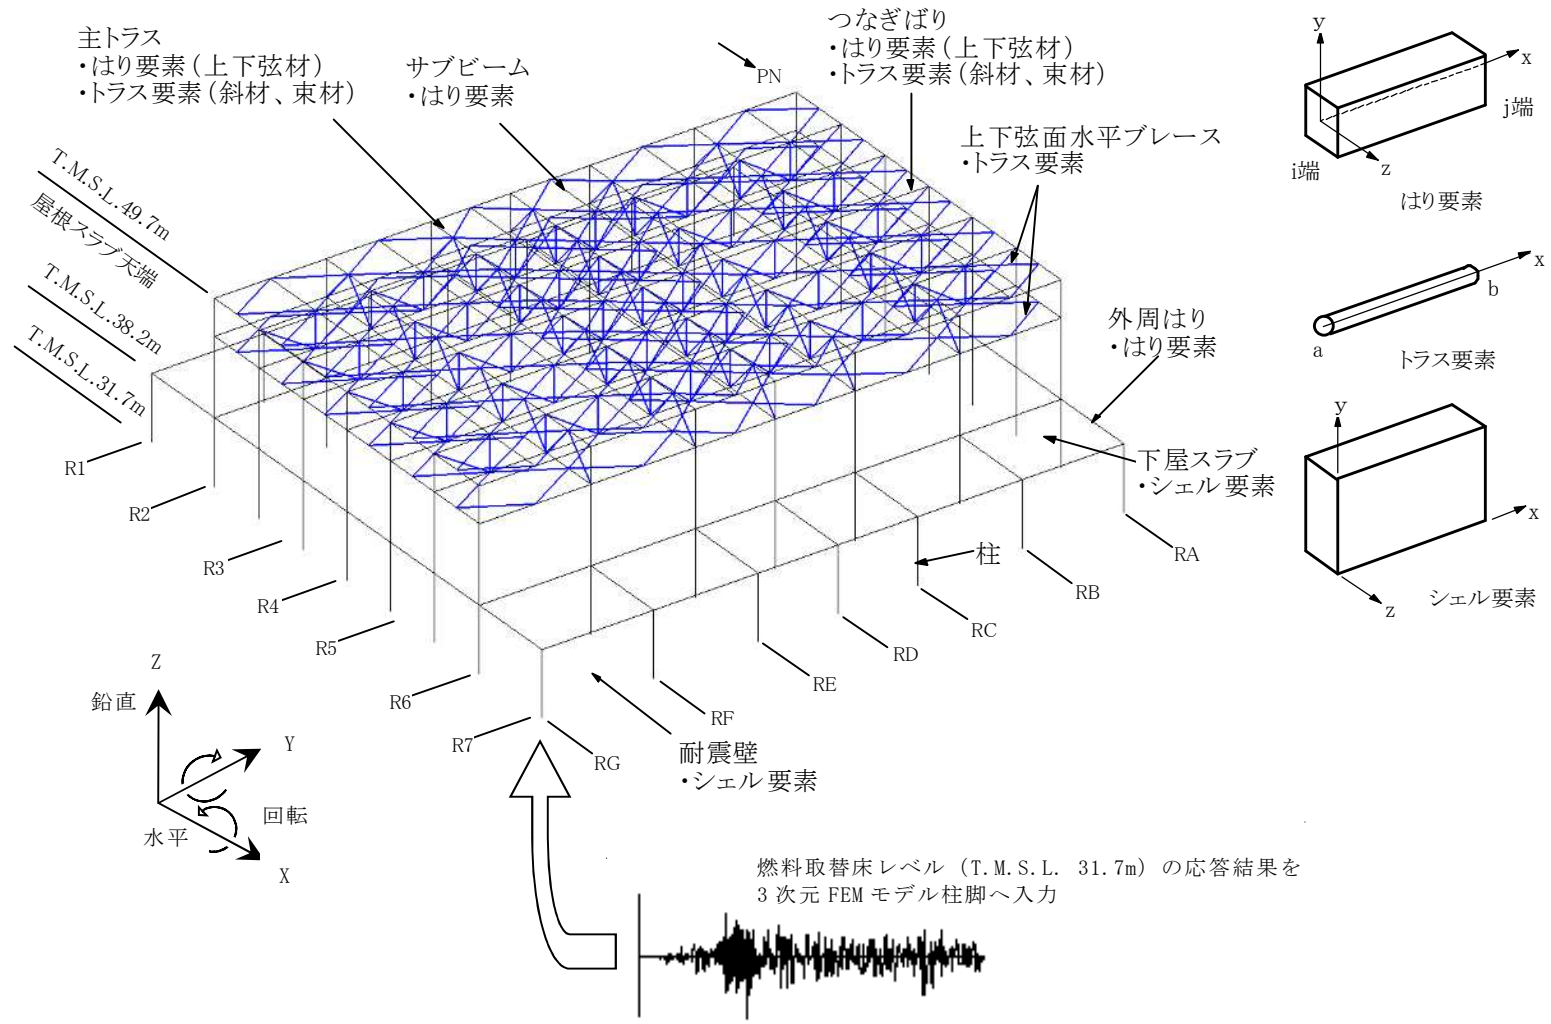 主トラス
・はり要素(上下弦材)
・トラス要素(斜材、束材)
サブビーム
・はり要素
つなぎばり
・はり要素(上下弦材)
・トラス要素(斜材、束材)
PN
上下弦面水平ブレース
・トラス要素
T.M.S.L.49.7m
屋根スラブ天端
T.M.S.L.38.2m
T.M.S.L.31.7m
外周はり
・はり要素
下屋スラブ
・シェル要素
柱
耐震壁
・シェル要素
R1
R2
R3
R4
R5
R6
R7
RA
RB
RC
RD
RE
RF
RG
Z
鉛直
Y
回転
水平
X
燃料取替床レベル (T.M.S.L. 31.7m) の応答結果を
3次元 FEM モデル柱脚へ入力
y
x
j端
i端
z
はり要素
x
b
a
トラス要素
y
x
z
シェル要素